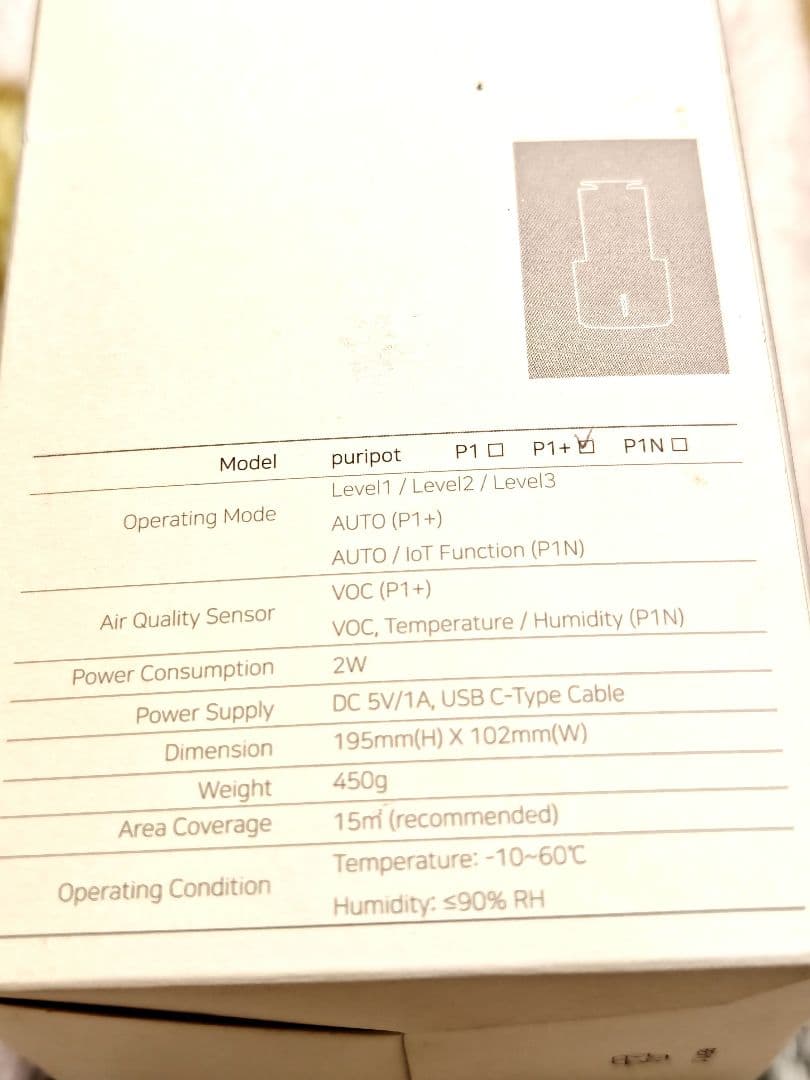 Model puripot P1 □ P1+ ☑ P1N □
Operating Mode Level1 / Level2 / Level3
AUTO (P1+)
AUTO / IoT Function (P1N)
Air Quality Sensor VOC (P1+)
VOC, Temperature / Humidity (P1N)
Power Consumption 2W
Power Supply DC 5V/1A, USB C-Type Cable
Dimension 195mm(H) X 102mm(W)
Weight 450g
Area Coverage 15㎡ (recommended)
Operating Condition Temperature: -10~60℃
Humidity: ≤90% RH